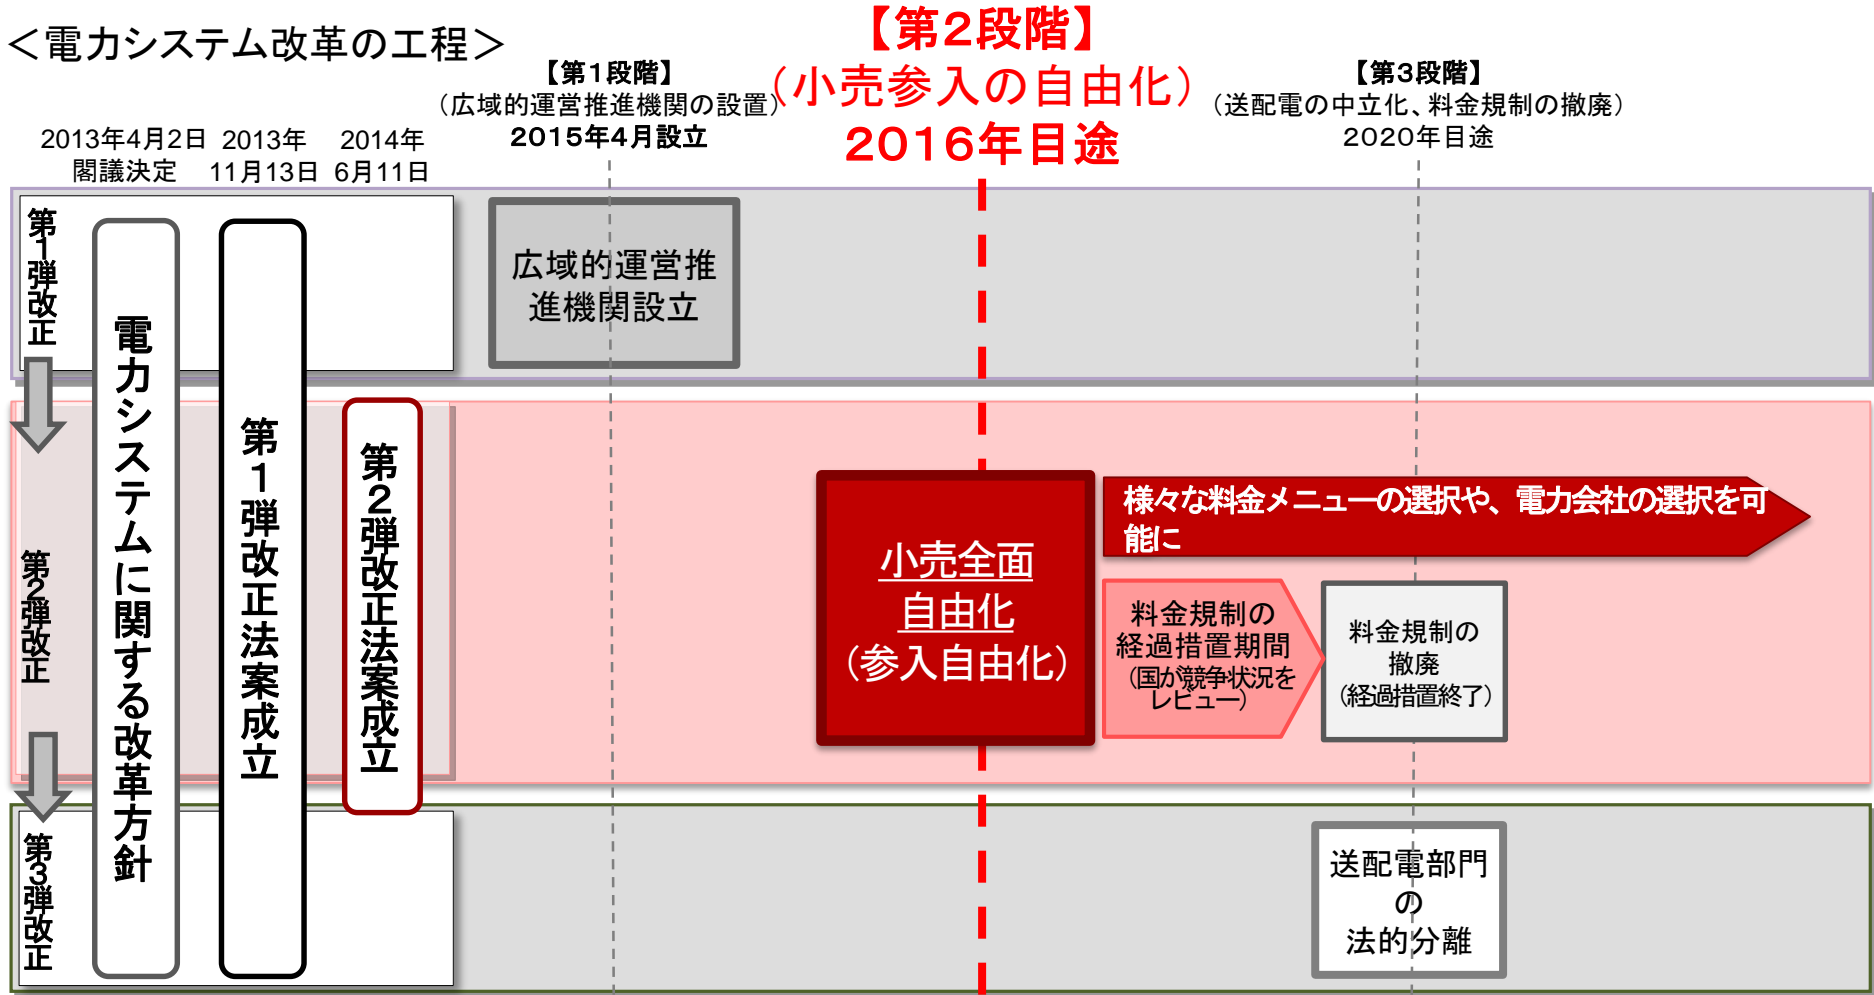 ＜電力システム改革の工程＞
【第１段階】
（広域的運営推進機関の設置）
２０１５年４月設立
【第２段階】
（小売参入の自由化）
２０１６年目途
【第３段階】
（送配電の中立化、料金規制の撤廃）
２０２０年目途
2013年4月2日
閣議決定
2013年
11月13日
2014年
6月11日
第１弾改正
第２弾改正
第３弾改正
電力システムに関する改革方針
第１弾改正法案成立
第２弾改正法案成立
広域的運営推
進機関設立
小売全面
自由化
（参入自由化）
様々な料金メニューの選択や、電力会社の選択を可
能に
料金規制の
経過措置期間
（国が競争状況を
レビュー）
料金規制の
撤廃
（経過措置終了）
送配電部門
の
法的分離